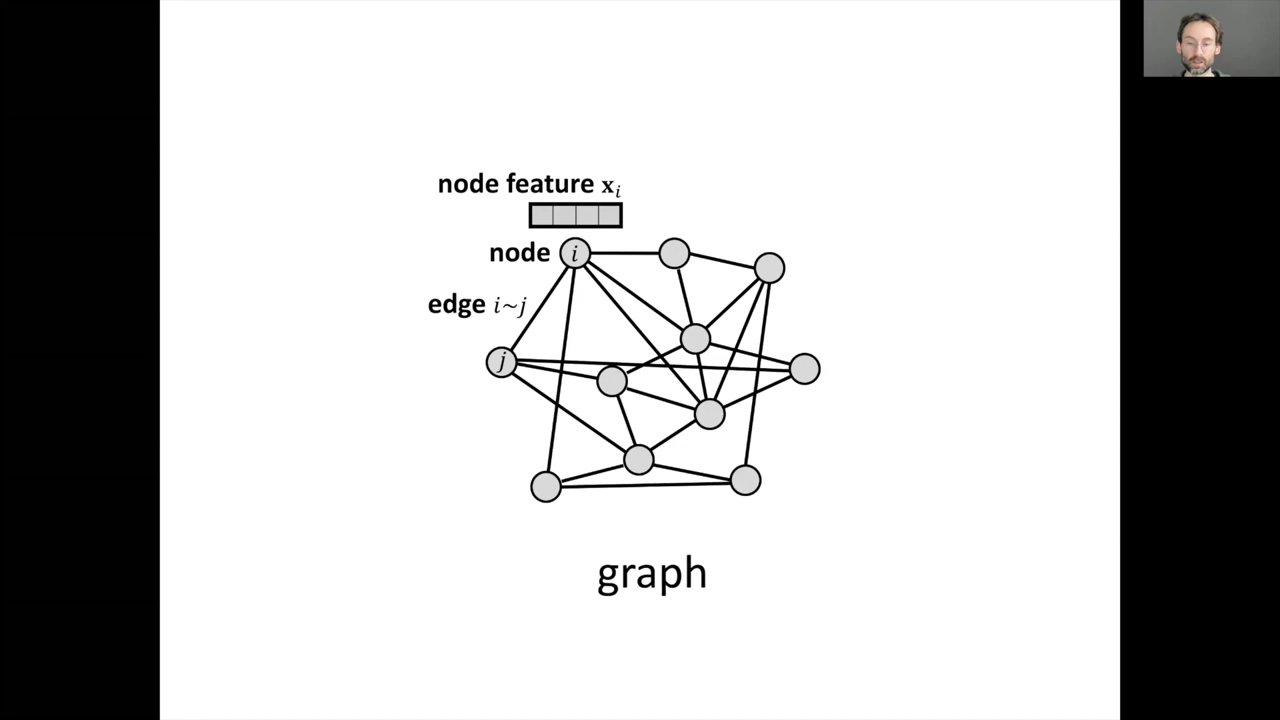 node feature xᵢ
node i
edge i~j
j
graph